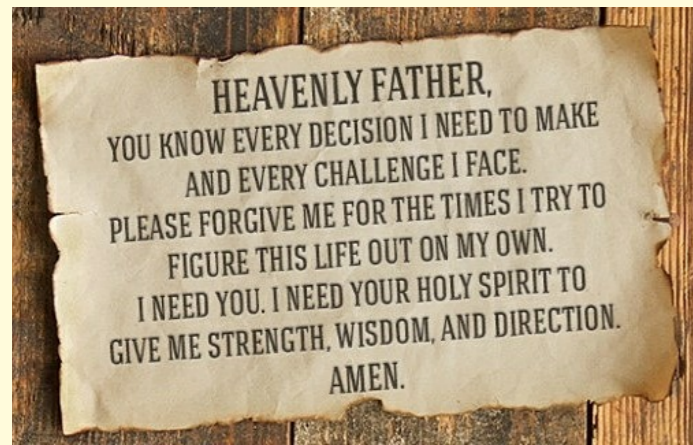 HEAVENLY FATHER,
YOU KNOW EVERY DECISION I NEED TO MAKE
AND EVERY CHALLENGE I FACE.
PLEASE FORGIVE ME FOR THE TIMES I TRY TO
FIGURE THIS LIFE OUT ON MY OWN.
I NEED YOU. I NEED YOUR HOLY SPIRIT TO
GIVE ME STRENGTH, WISDOM, AND DIRECTION.
AMEN.